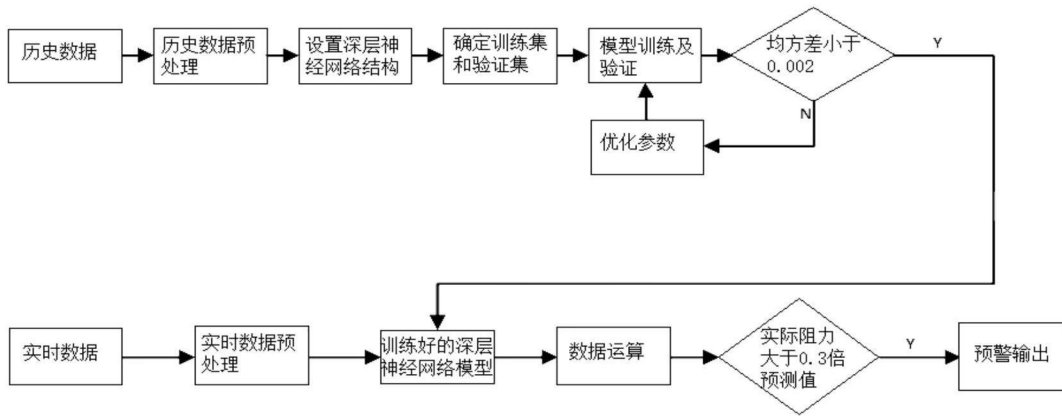 历史数据
历史数据预
处理
设置深层神
经网络结构
确定训练集
和验证集
模型训练及
验证
均方差小于
0.002
Y
N
优化参数
实时数据
实时数据预
处理
训练好的深层
神经网络模型
数据运算
实际阻力
大于0.3倍
预测值
Y
预警输出